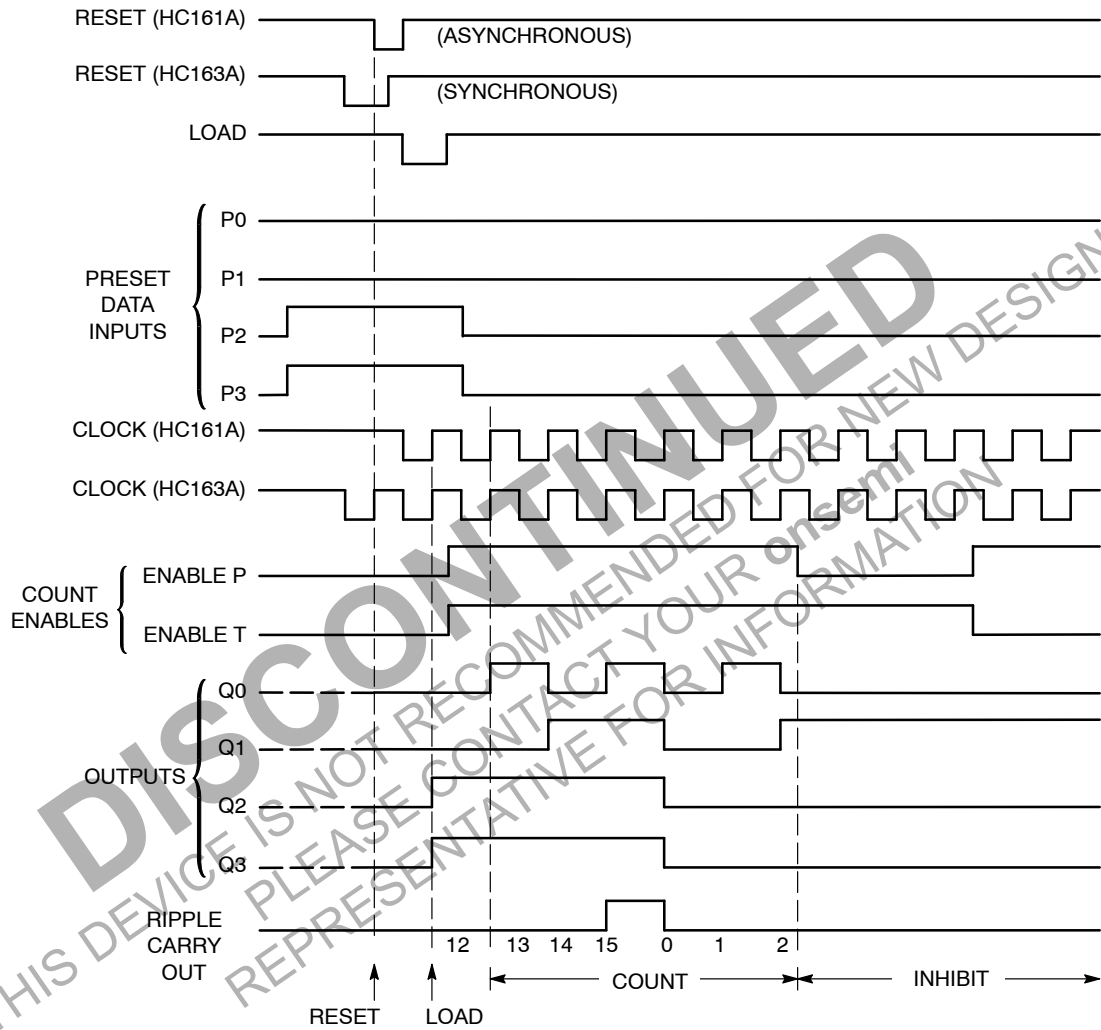 RESET (HC161A)
(ASYNCHRONOUS)
RESET (HC163A)
(SYNCHRONOUS)
LOAD
P0
P1
PRESET
DATA
INPUTS
P2
P3
CLOCK (HC161A)
CLOCK (HC163A)
ENABLE P
COUNT
ENABLES
ENABLE T
Q0
Q1
OUTPUTS
Q2
Q3
RIPPLE
CARRY
OUT
12 13 14 15 0 1 2
COUNT
INHIBIT
RESET
LOAD
DISCONTINUED
THIS DEVICE IS NOT RECOMMENDED FOR NEW DESIGN
PLEASE CONTACT YOUR onsemi
REPRESENTATIVE FOR INFORMATION